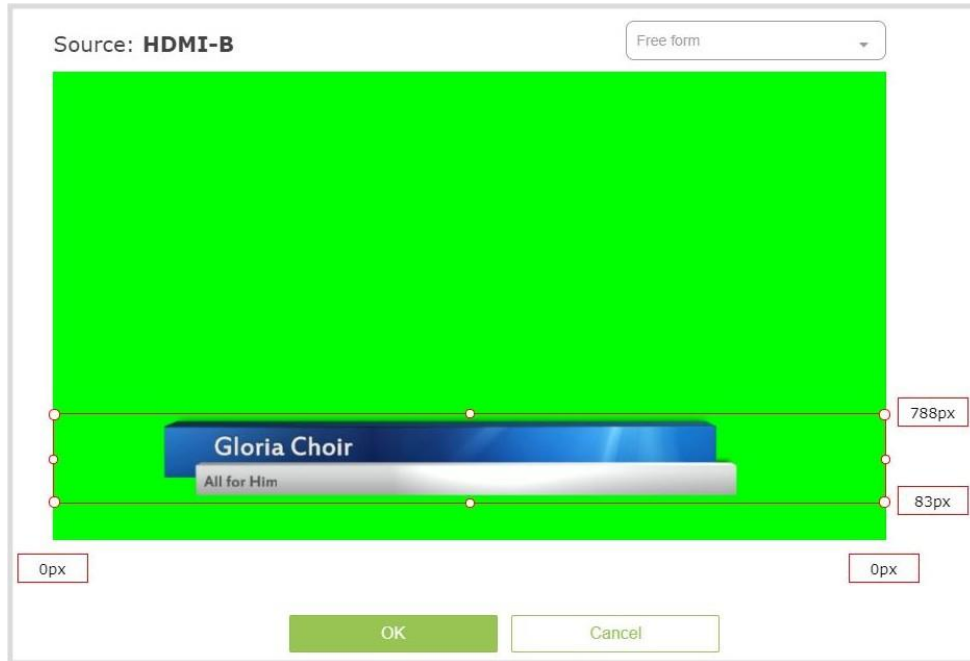 Source: HDMI-B
Free form
Gloria Choir
All for Him
788px
83px
0px
0px
OK
Cancel